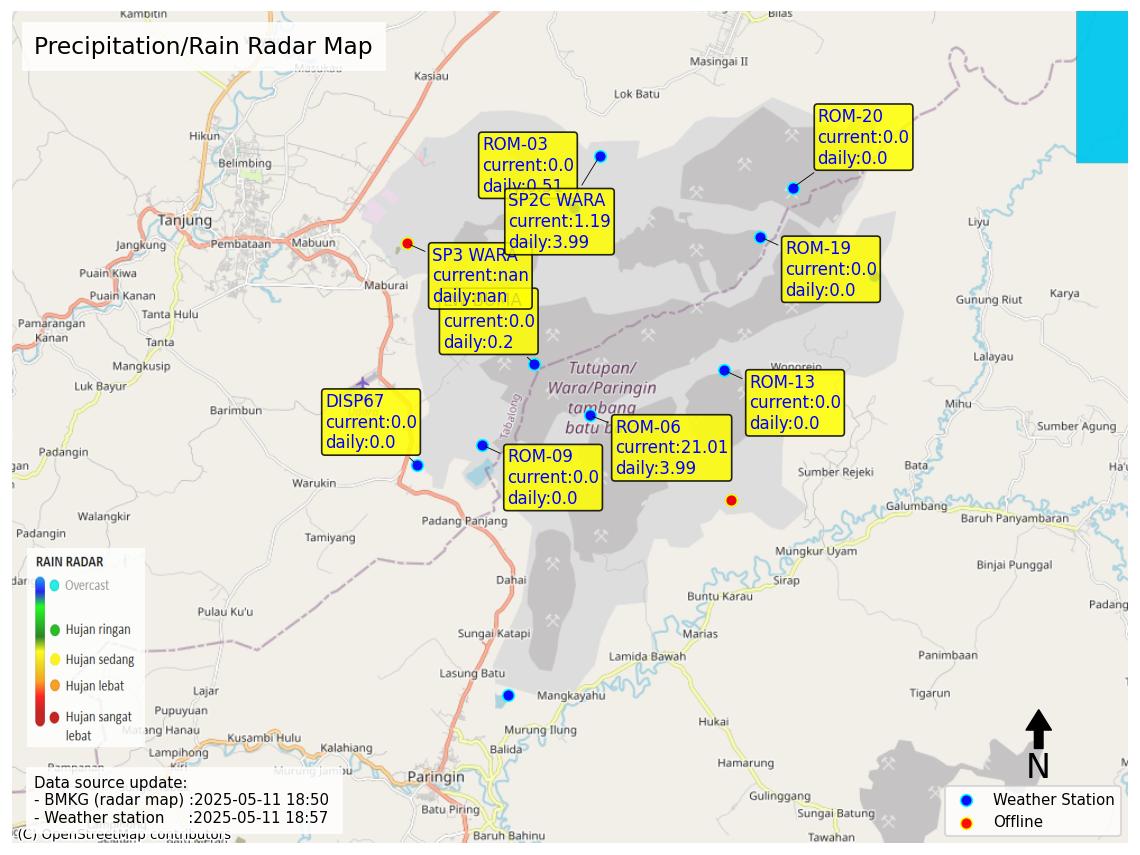 Precipitation/Rain Radar Map
Kambitin
Bilas
Masingai II
Kasiau
Lok Batu
Hikun
Belimbing
Tanjung
Jangkung
Pembataan
Mabuun
Maburai
Puain Kiwa
Puain Kanan
Pamarangan
Kanan
Tanta Hulu
Tanta
Mangkusip
Luk Bayur
Barimbun
Padangin
Warukin
Walangkir
Padangin
Tamiyang
Padang Panjang
Dahai
Pulau Ku'u
Sungai Katapi
Lasung Batu
Lajar
Pupuyuan
Matang Hanau
Lampihong
Kusambi Hulu
Kalahiang
Murung Jambu
Paringin
Batu Piring
Baruh Bahinu
Balida
Murung Ilung
Mangkayahu
Lamida Bawah
Marias
Buntu Karau
Sirap
Mungkur Uyam
Hukai
Hamarung
Gulinggang
Sungai Batung
Tawahan
Tigarun
Panimbaan
Binjai Punggal
Baruh Panyambaran
Galumbang
Bata
Sumber Rejeki
Sumber Agung
Mihu
Lalayau
Gunung Riut
Karya
Liyu
Wonorejo
Tabalong
Tutupan/
Wara/Paringin
tambang
batu b
ROM-03
current:0.0
daily:0.51
SP2C WARA
current:1.19
daily:3.99
ROM-20
current:0.0
daily:0.0
ROM-19
current:0.0
daily:0.0
SP3 WARA
current:nan
daily:nan
current:0.0
daily:0.2
ROM-13
current:0.0
daily:0.0
DISP67
current:0.0
daily:0.0
ROM-06
current:21.01
daily:3.99
ROM-09
current:0.0
daily:0.0
RAIN RADAR
Overcast
Hujan ringan
Hujan sedang
Hujan lebat
Hujan sangat
lebat
Data source update:
- BMKG (radar map) :2025-05-11 18:50
- Weather station :2025-05-11 18:57
(C) OpenStreetMap contributors
N
Weather Station
Offline